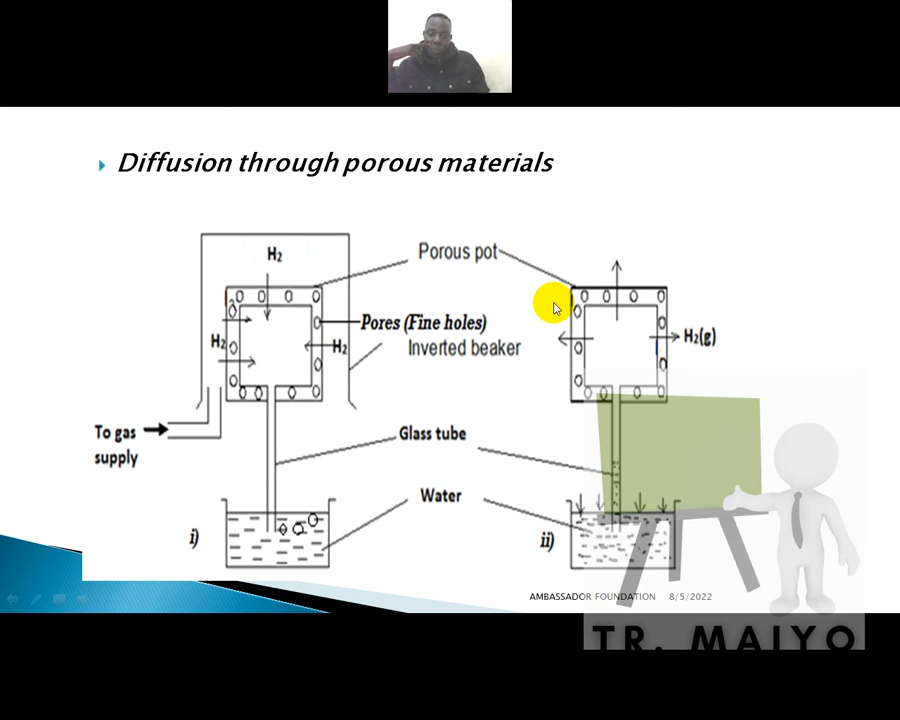 Diffusion through porous materials
H₂
Porous pot
Pores (Fine holes)
H₂
H₂
Inverted beaker
H₂(g)
To gas
supply
Glass tube
Water
i)
ii)
AMBASSADOR FOUNDATION 8/5/2022
TR. MAIYO